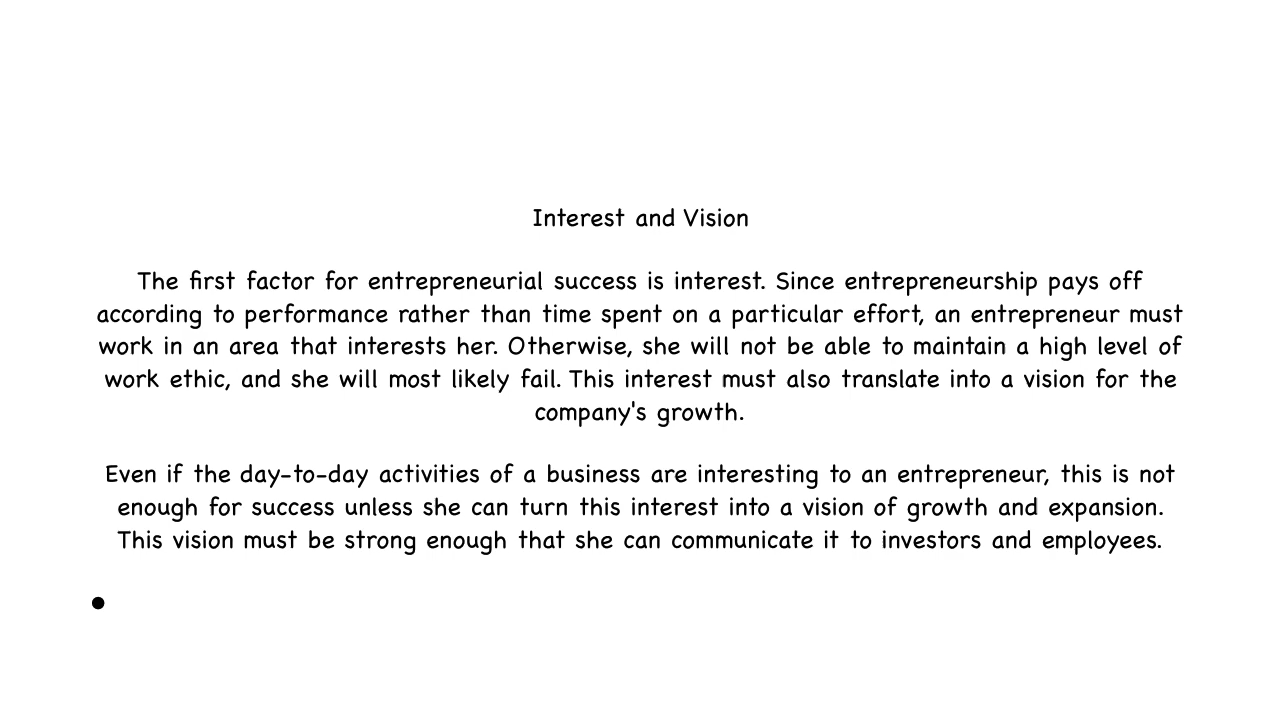 Interest and Vision
The first factor for entrepreneurial success is interest. Since entrepreneurship pays off
according to performance rather than time spent on a particular effort, an entrepreneur must
work in an area that interests her. Otherwise, she will not be able to maintain a high level of
work ethic, and she will most likely fail. This interest must also translate into a vision for the
company's growth.
Even if the day-to-day activities of a business are interesting to an entrepreneur, this is not
enough for success unless she can turn this interest into a vision of growth and expansion.
This vision must be strong enough that she can communicate it to investors and employees.
•